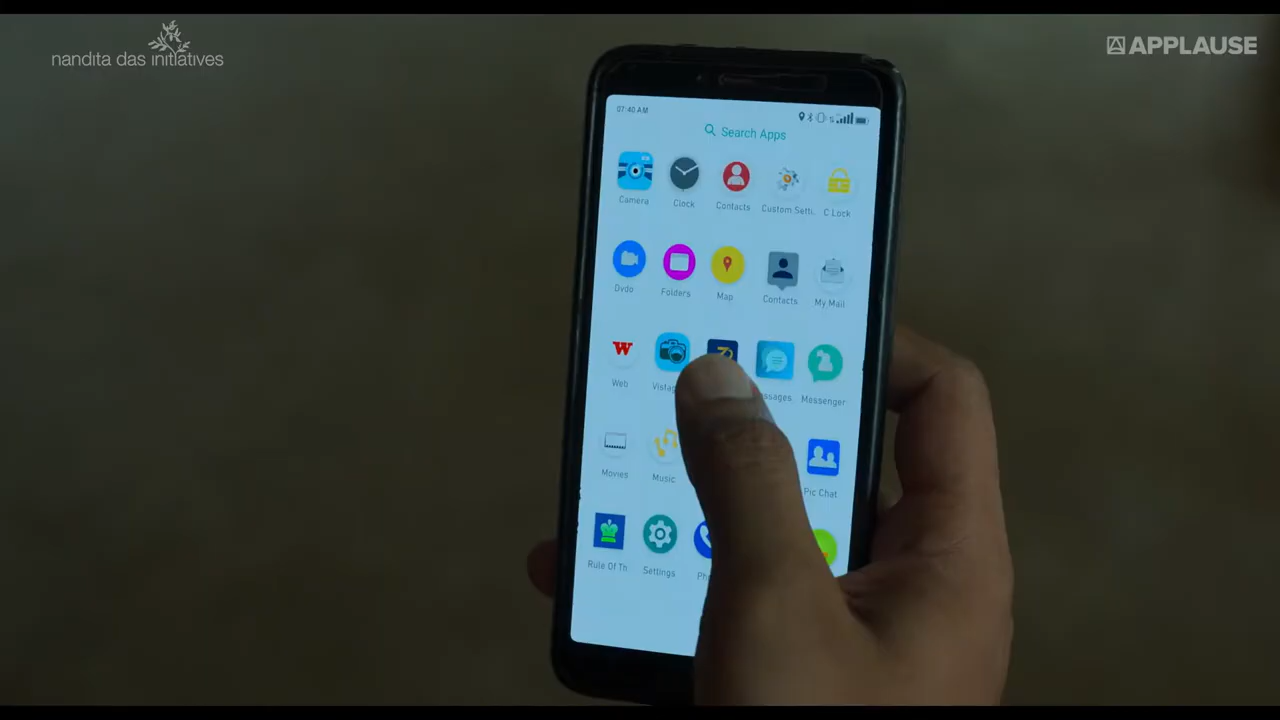 nandita das initiatives
APPLAUSE
07:40 AM
Search Apps
Camera Clock Contacts Custom Setti.. C Lock
Dvdo Folders Map Contacts My Mail
W
Web Messenger
Movies Music Pic Chat
Rule Of Th Settings